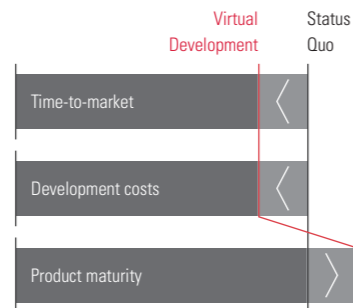 Virtual
Development
Status
Quo
Time-to-market
Development costs
Product maturity